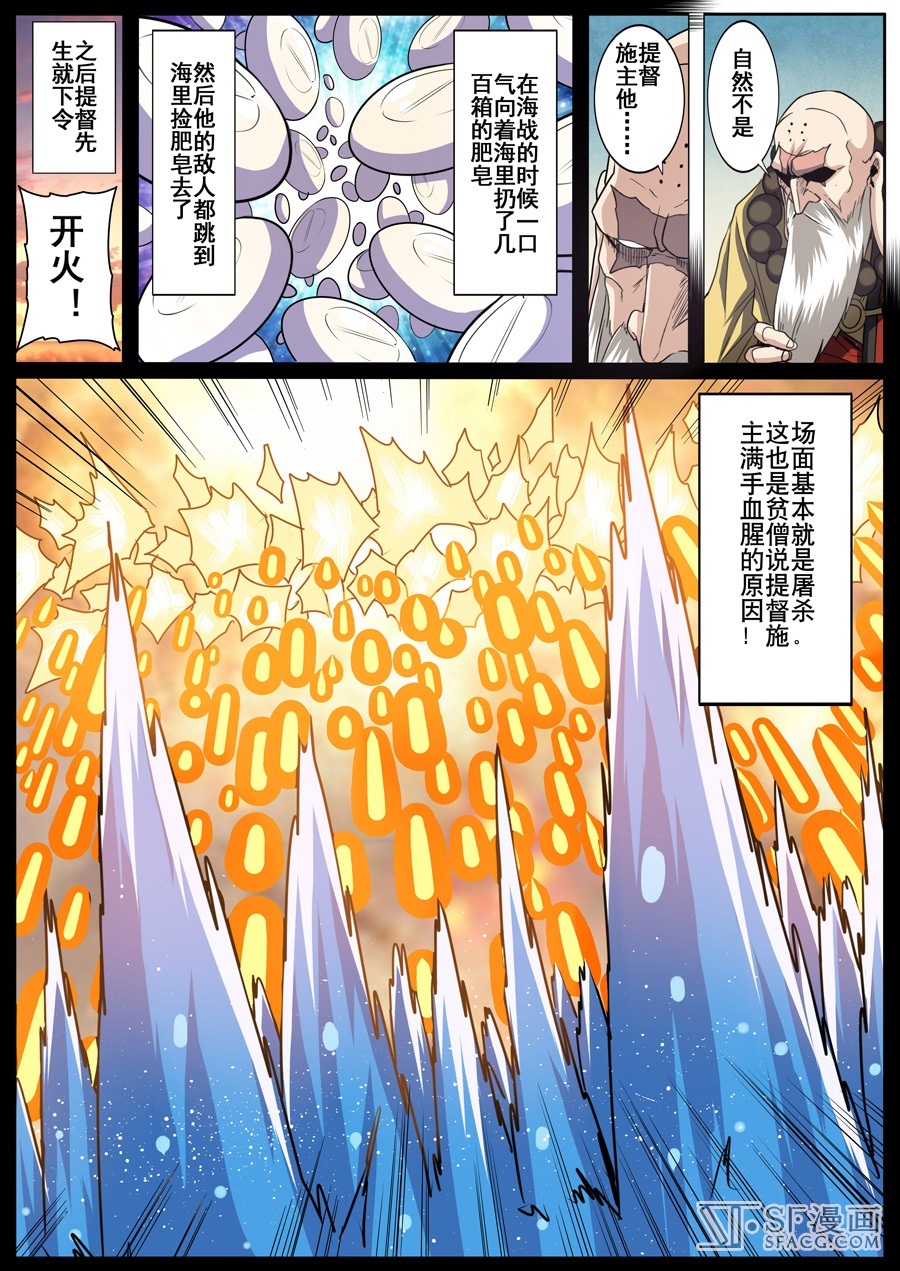 自然不是
提督
施主他……
在海战的时候一口
气向着海里扔了几
百箱的肥皂
然后他的敌人都跳到
海里捡肥皂去了
之后提督先
生就下令
开火！
场面基本就是屠杀。
这也是贫僧说提督施
主满手血腥的原因！
SF漫画
SFACG.COM